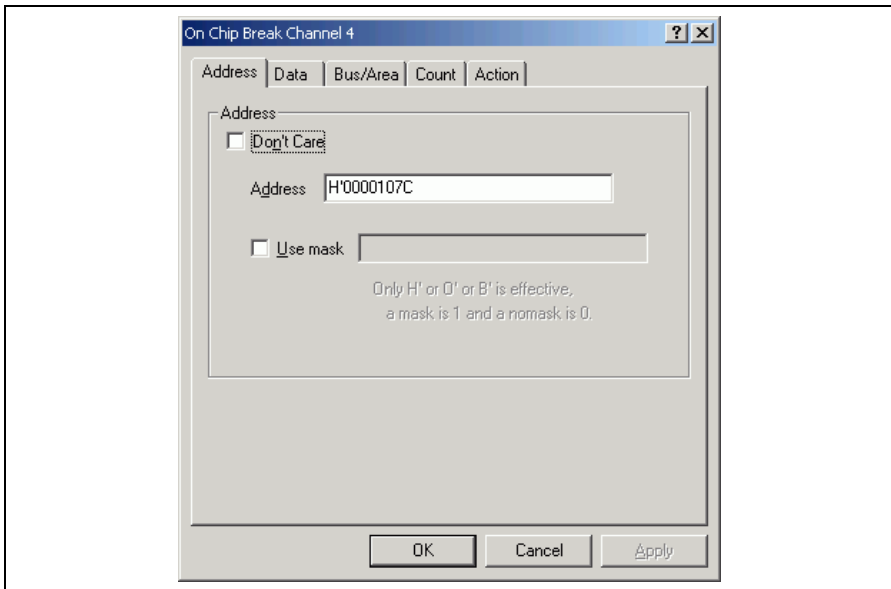 On Chip Break Channel 4
Address Data Bus/Area Count Action
Address
Don't Care
Address H'0000107C
Use mask
Only H' or O' or B' is effective,
a mask is 1 and a nomask is 0.
OK Cancel Apply